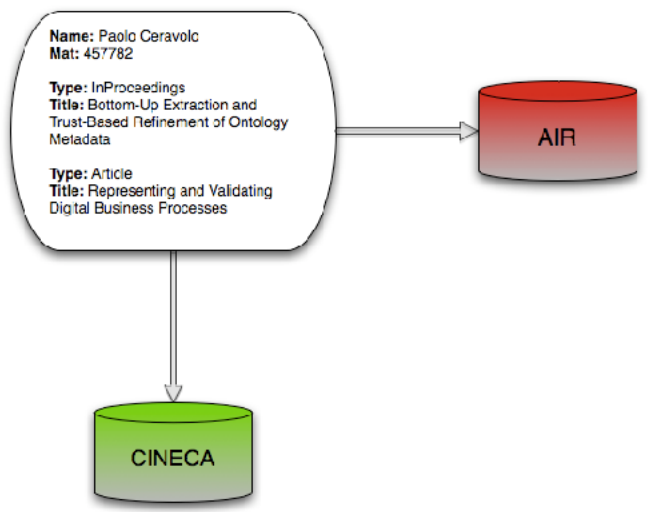 Name: Paolo Ceravolo
Mat: 457782
Type: InProceedings
Title: Bottom-Up Extraction and
Trust-Based Refinement of Ontology
Metadata
Type: Article
Title: Representing and Validating
Digital Business Processes
AIR
CINECA